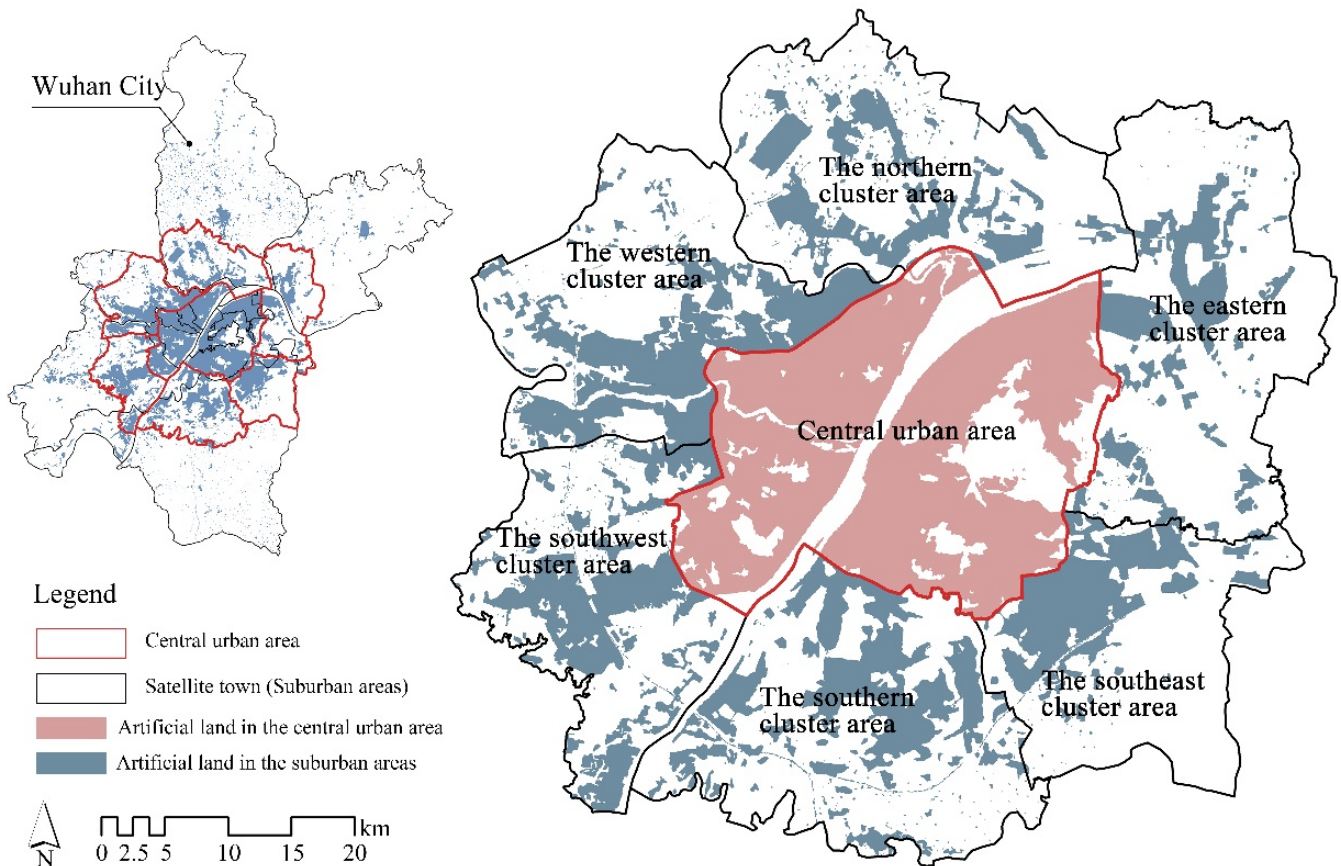 Wuhan City
The northern
cluster area
The western
cluster area
The eastern
cluster area
Central urban area
The southwest
cluster area
The southern
cluster area
The southeast
cluster area
Legend
Central urban area
Satellite town (Suburban areas)
Artificial land in the central urban area
Artificial land in the suburban areas
N
km
0 2.5 5 10 15 20